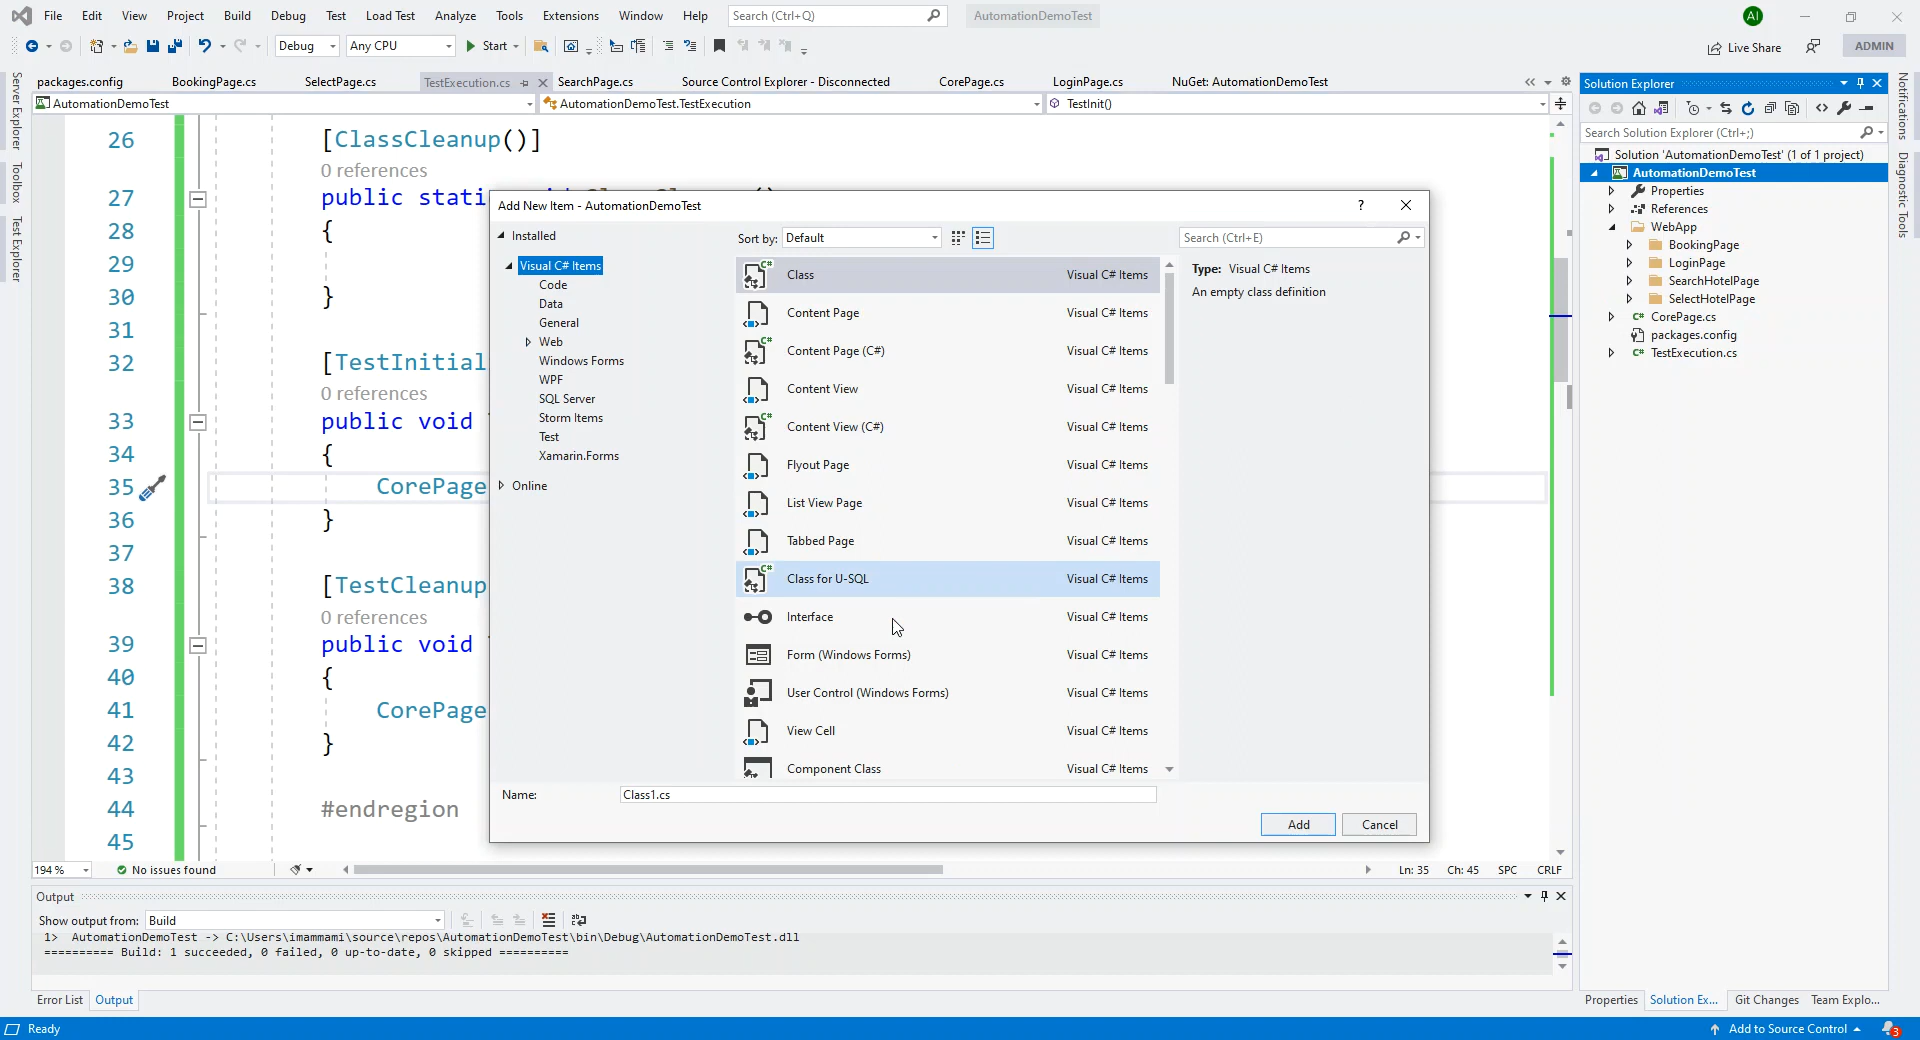 File Edit View Project Build Debug Test Load Test Analyze Tools Extensions Window Help Search (Ctrl+Q) AutomationDemoTest AI
Debug Any CPU Start Live Share ADMIN
packages.config BookingPage.cs SelectPage.cs TestExecution.cs SearchPage.cs Source Control Explorer - Disconnected CorePage.cs LoginPage.cs NuGet: AutomationDemoTest
AutomationDemoTest AutomationDemoTest.TestExecution TestInit()
Server Explorer
Toolbox
Test Explorer
26 [ClassCleanup()]
0 references
27 public stati
28 {
29
30 }
31
32 [TestInitial
0 references
33 public void
34 {
35 CorePage
36 }
37
38 [TestCleanup
0 references
39 public void
40 {
41 CorePage
42 }
43
44 #endregion
45
Add New Item - AutomationDemoTest ?
Installed
Visual C# Items
Code
Data
General
Web
Windows Forms
WPF
SQL Server
Storm Items
Test
Xamarin.Forms
Online
Sort by: Default
Search (Ctrl+E)
Class Visual C# Items
Content Page Visual C# Items
Content Page (C#) Visual C# Items
Content View Visual C# Items
Content View (C#) Visual C# Items
Flyout Page Visual C# Items
List View Page Visual C# Items
Tabbed Page Visual C# Items
Class for U-SQL Visual C# Items
Interface Visual C# Items
Form (Windows Forms) Visual C# Items
User Control (Windows Forms) Visual C# Items
View Cell Visual C# Items
Component Class Visual C# Items
Type: Visual C# Items
An empty class definition
Name: Class1.cs
Add Cancel
Solution Explorer
Search Solution Explorer (Ctrl+;)
Solution 'AutomationDemoTest' (1 of 1 project)
AutomationDemoTest
Properties
References
WebApp
BookingPage
LoginPage
SearchHotelPage
SelectHotelPage
CorePage.cs
packages.config
TestExecution.cs
Notifications
Diagnostic Tools
194 % No issues found Ln: 35 Ch: 45 SPC CRLF
Output
Show output from: Build
1> AutomationDemoTest -> C:\Users\imammami\source\repos\AutomationDemoTest\bin\Debug\AutomationDemoTest.dll
========== Build: 1 succeeded, 0 failed, 0 up-to-date, 0 skipped ==========
Error List Output
Properties Solution Ex... Git Changes Team Explo...
Ready Add to Source Control 3